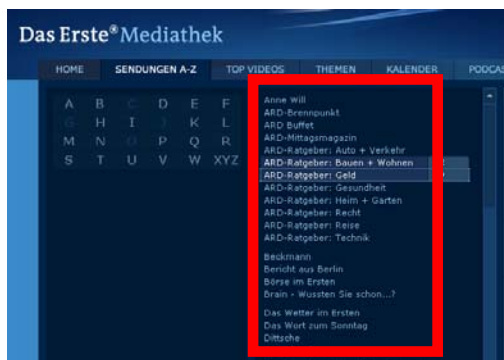 Das Erste® Mediathek
HOME SENDUNGEN A-Z TOP VIDEOS THEMEN KALENDER PODCAS
A B C D E F
G H I J K L
M N O P Q R
S T U V W XYZ
Anne Will
ARD-Brennpunkt
ARD Buffet
ARD-Mittagsmagazin
ARD-Ratgeber: Auto + Verkehr
ARD-Ratgeber: Bauen + Wohnen
ARD-Ratgeber: Geld
ARD-Ratgeber: Gesundheit
ARD-Ratgeber: Heim + Garten
ARD-Ratgeber: Recht
ARD-Ratgeber: Reise
ARD-Ratgeber: Technik
Beckmann
Bericht aus Berlin
Börse im Ersten
Brain - Wussten Sie schon...?
Das Wetter im Ersten
Das Wort zum Sonntag
Dittsche